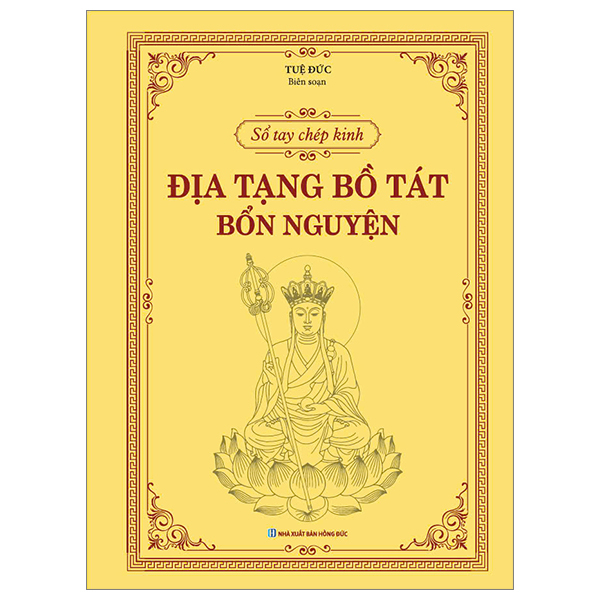 TUỆ ĐỨC
Biên soạn
Sổ tay chép kinh
ĐỊA TẠNG BỒ TÁT
BỔN NGUYỆN
NHÀ XUẤT BẢN HỒNG ĐỨC